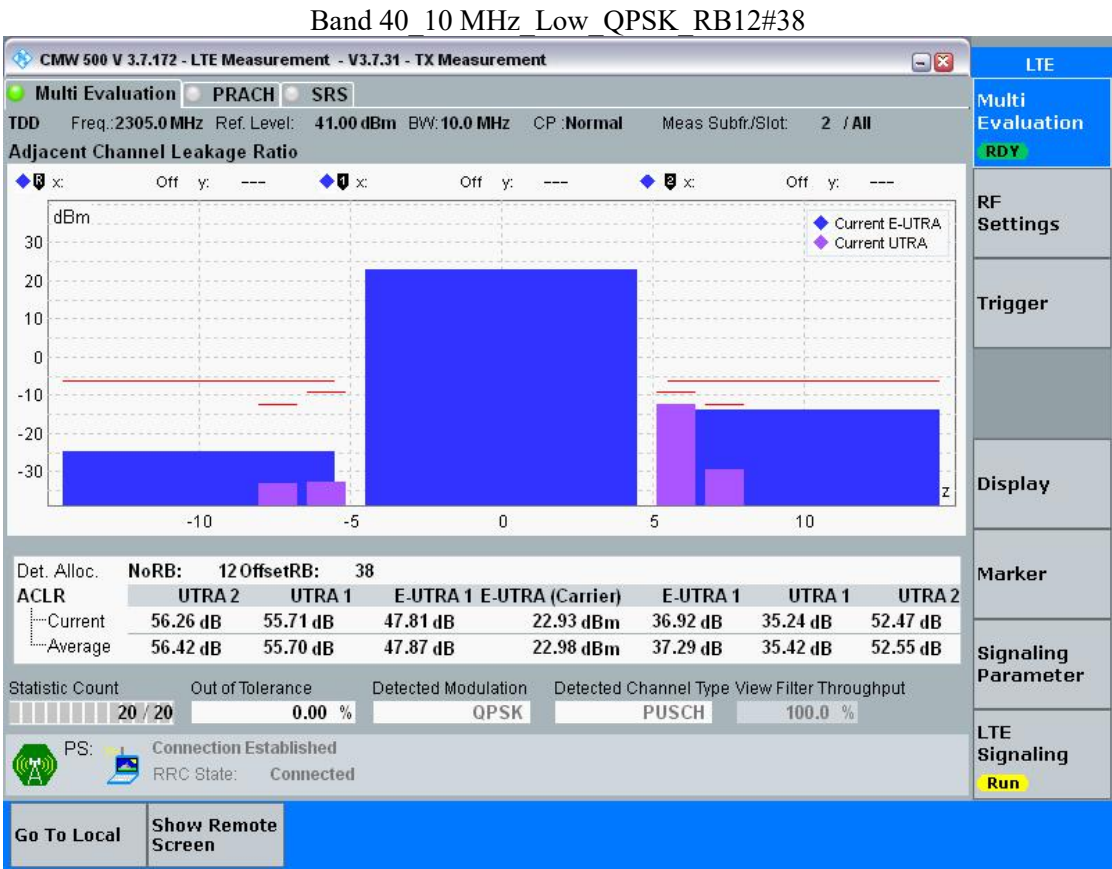 Band 40_10 MHz_Low_QPSK_RB12#38
CMW 500 V 3.7.172 - LTE Measurement - V3.7.31 - TX Measurement
LTE
Multi Evaluation PRACH SRS
Multi
Evaluation
RDY
TDD Freq.:2305.0 MHz Ref. Level: 41.00 dBm BW: 10.0 MHz CP :Normal Meas Subfr./Slot: 2 / All
Adjacent Channel Leakage Ratio
R x: Off y: --- 1 x: Off y: --- 2 x: Off y: ---
dBm
Current E-UTRA
Current UTRA
30
20
10
0
-10
-20
-30
z
-10 -5 0 5 10
RF
Settings
Trigger
Display
Marker
Signaling
Parameter
LTE
Signaling
Run
Det. Alloc. NoRB: 12 OffsetRB: 38
ACLR UTRA 2 UTRA 1 E-UTRA 1 E-UTRA (Carrier) E-UTRA 1 UTRA 1 UTRA 2
Current 56.26 dB 55.71 dB 47.81 dB 22.93 dBm 36.92 dB 35.24 dB 52.47 dB
Average 56.42 dB 55.70 dB 47.87 dB 22.98 dBm 37.29 dB 35.42 dB 52.55 dB
Statistic Count Out of Tolerance Detected Modulation Detected Channel Type View Filter Throughput
20 / 20 0.00 % QPSK PUSCH 100.0 %
PS: Connection Established
RRC State: Connected
Go To Local
Show Remote
Screen